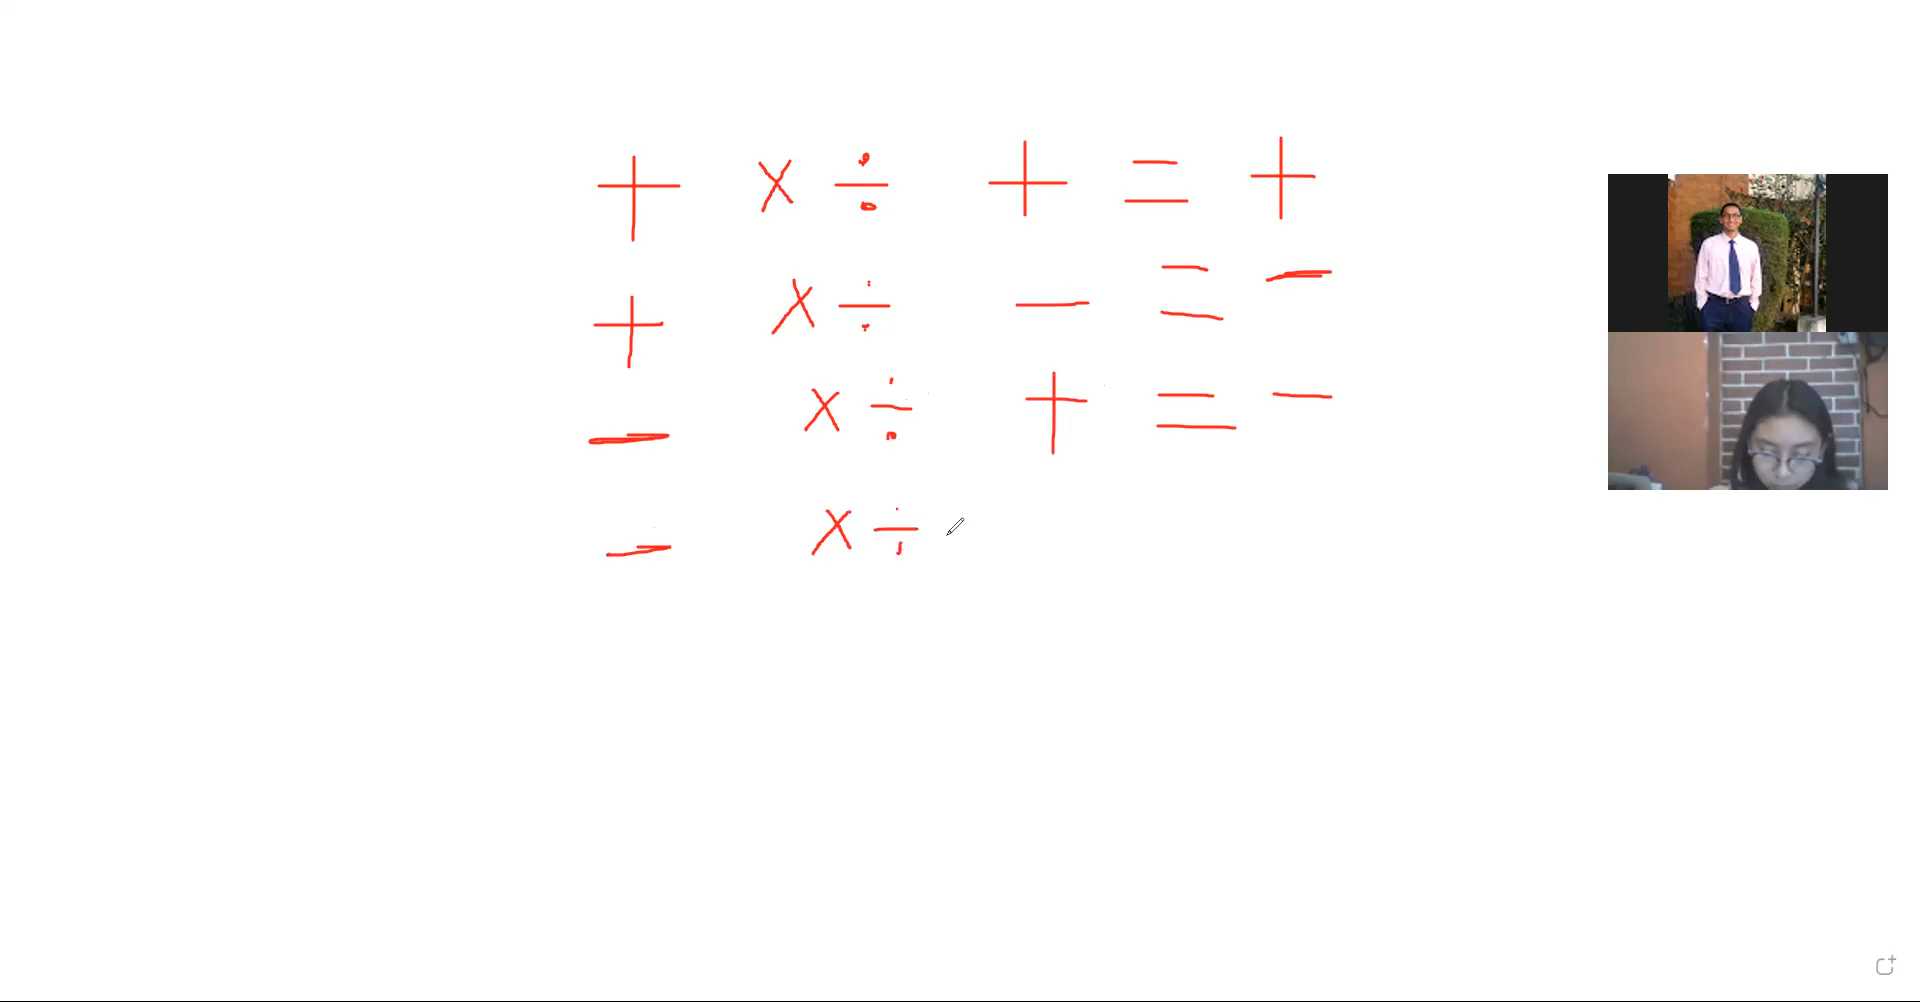 + × ÷ + = +
+ × ÷ − = −
− × ÷ + = −
− × ÷